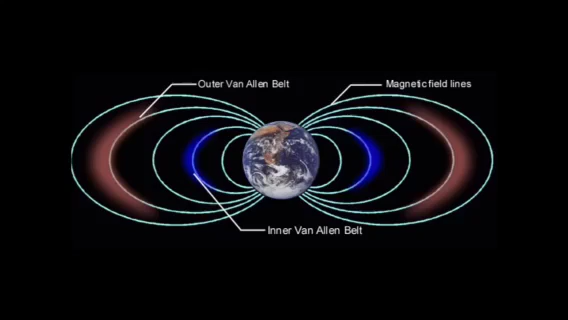 Outer Van Allen Belt
Magnetic field lines
Inner Van Allen Belt